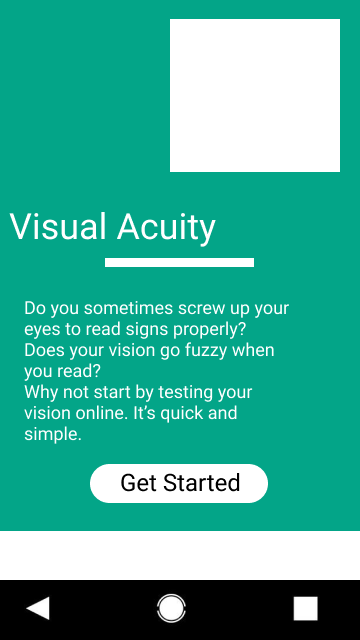 Visual Acuity
Do you sometimes screw up your
eyes to read signs properly?
Does your vision go fuzzy when
you read?
Why not start by testing your
vision online. It’s quick and
simple.
Get Started